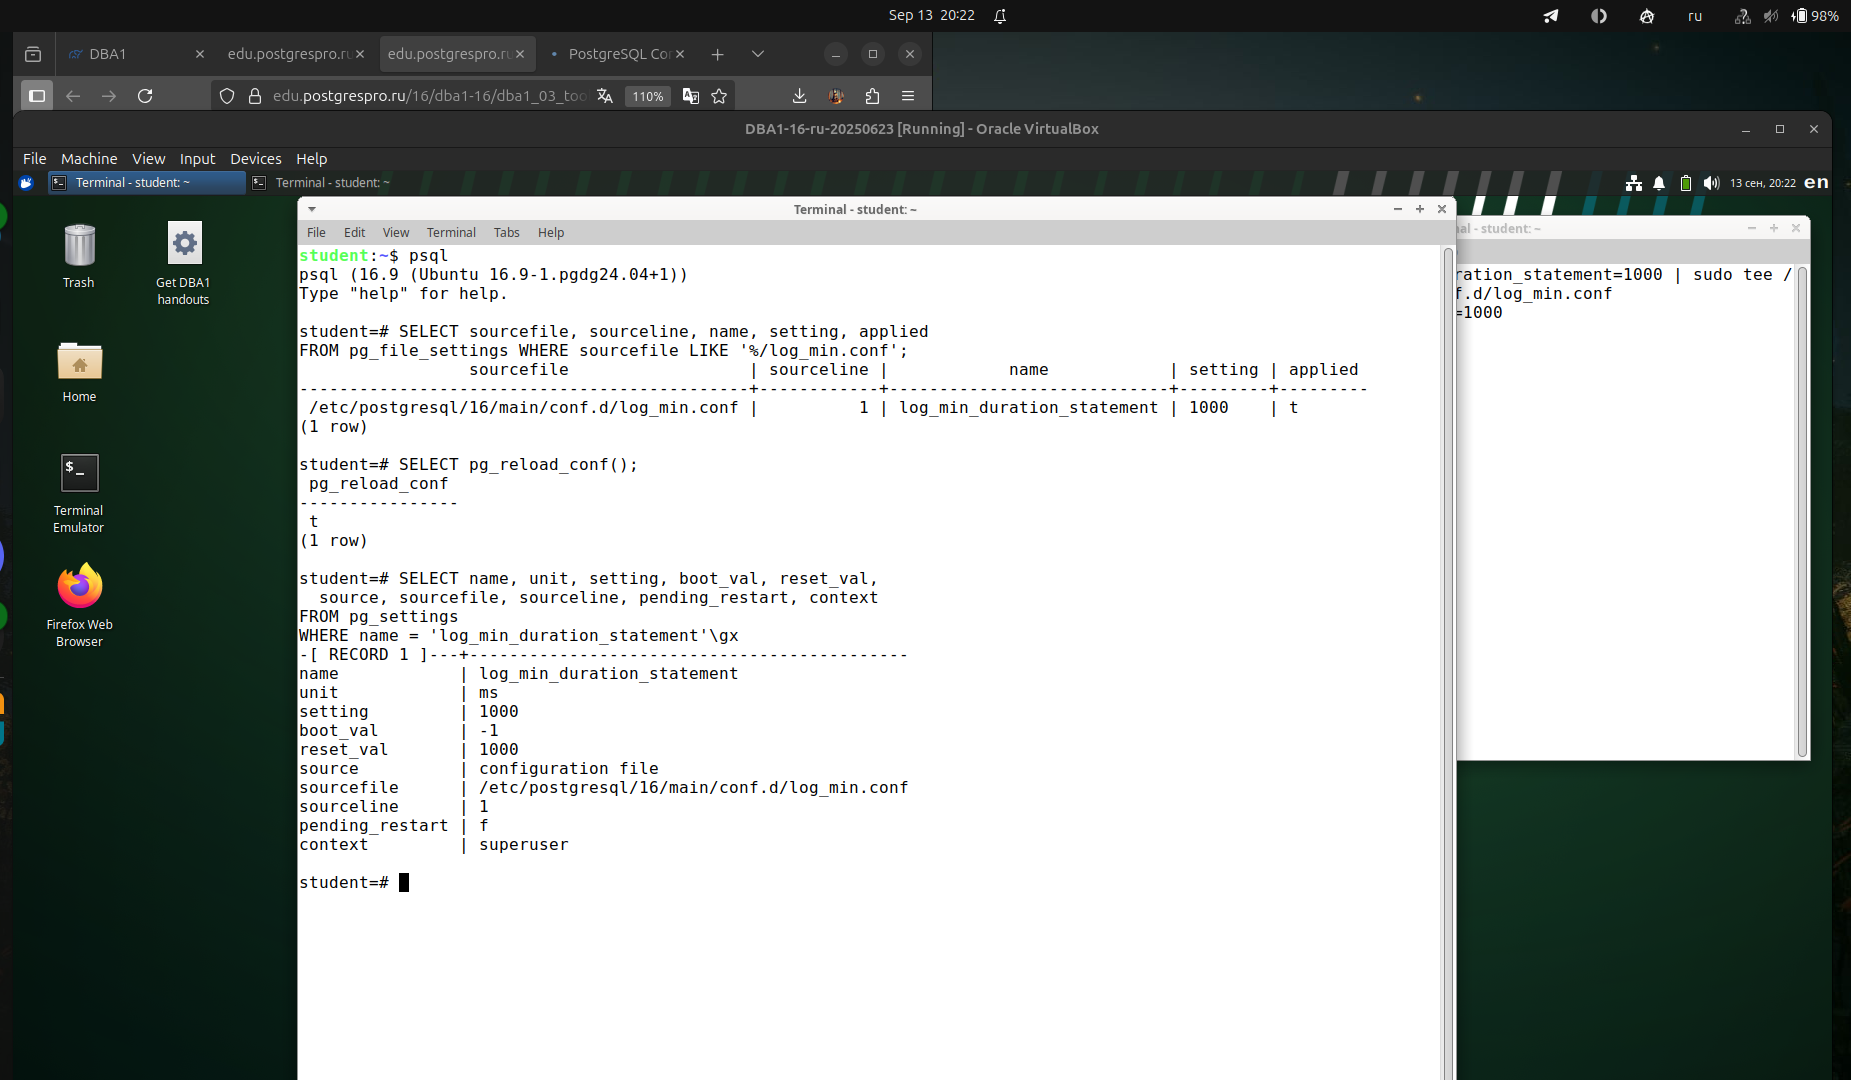 Sep 13 20:22
ru
98%
DBA1
edu.postgrespro.ru
edu.postgrespro.ru
PostgreSQL Co
edu.postgrespro.ru/16/dba1-16/dba1_03_too
110%
DBA1-16-ru-20250623 [Running] - Oracle VirtualBox
File Machine View Input Devices Help
Terminal - student: ~
Terminal - student: ~
13 сен, 20:22 en
Trash
Get DBA1
handouts
Home
Terminal
Emulator
Firefox Web
Browser
Terminal - student: ~
File Edit View Terminal Tabs Help
student:~$ psql
psql (16.9 (Ubuntu 16.9-1.pgdg24.04+1))
Type "help" for help.
student=# SELECT sourcefile, sourceline, name, setting, applied
FROM pg_file_settings WHERE sourcefile LIKE '%/log_min.conf';
sourcefile | sourceline | name | setting | applied
---------------------------------------------+------------+----------------------------+---------+---------
/etc/postgresql/16/main/conf.d/log_min.conf | 1 | log_min_duration_statement | 1000 | t
(1 row)
student=# SELECT pg_reload_conf();
pg_reload_conf
----------------
t
(1 row)
student=# SELECT name, unit, setting, boot_val, reset_val,
source, sourcefile, sourceline, pending_restart, context
FROM pg_settings
WHERE name = 'log_min_duration_statement'\gx
-[ RECORD 1 ]---+--------------------------------------------
name | log_min_duration_statement
unit | ms
setting | 1000
boot_val | -1
reset_val | 1000
source | configuration file
sourcefile | /etc/postgresql/16/main/conf.d/log_min.conf
sourceline | 1
pending_restart | f
context | superuser
student=#
al - student: ~
ration_statement=1000 | sudo tee /
f.d/log_min.conf
=1000